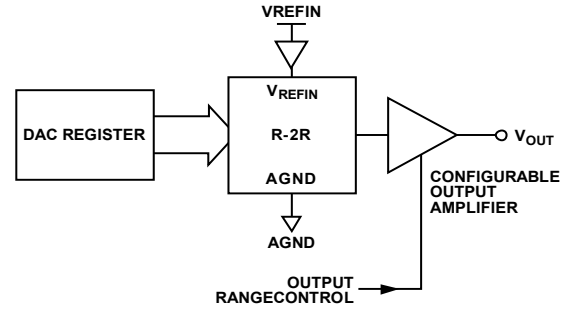 VREFIN
VREFIN
DAC REGISTER
R-2R
AGND
AGND
VOUT
CONFIGURABLE
OUTPUT
AMPLIFIER
OUTPUT
RANGECONTROL